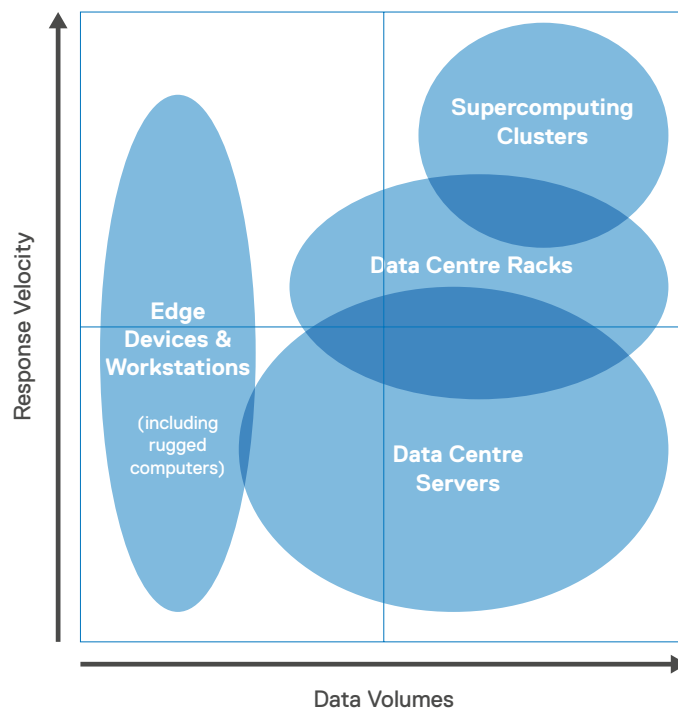 Supercomputing
Clusters
Data Centre Racks
Edge
Devices &
Workstations
(including
rugged
computers)
Data Centre
Servers
Response Velocity
Data Volumes